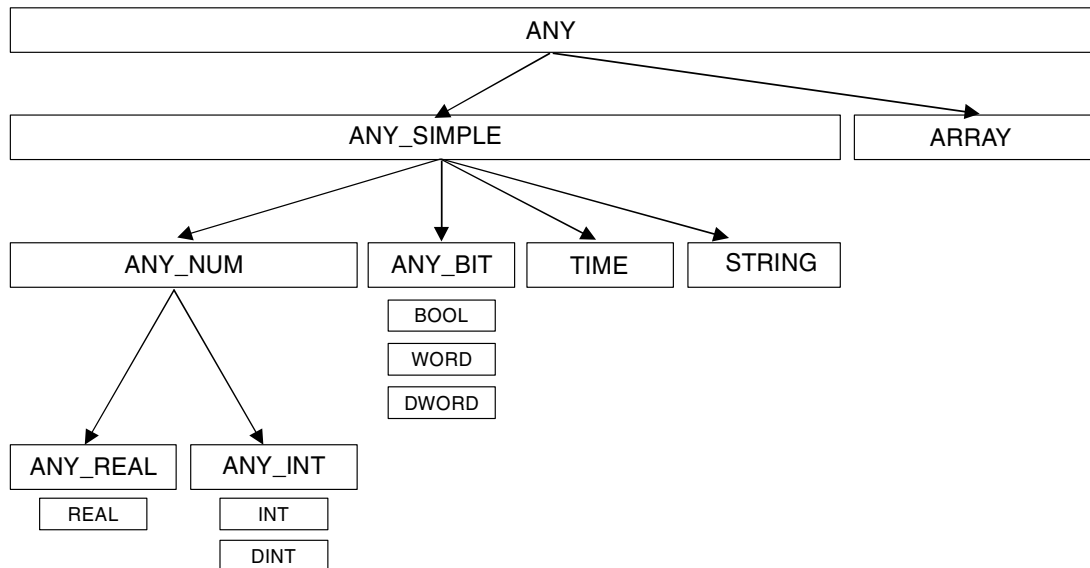 ANY
ANY_SIMPLE
ARRAY
ANY_NUM
ANY_BIT
TIME
STRING
BOOL
WORD
DWORD
ANY_REAL
ANY_INT
REAL
INT
DINT